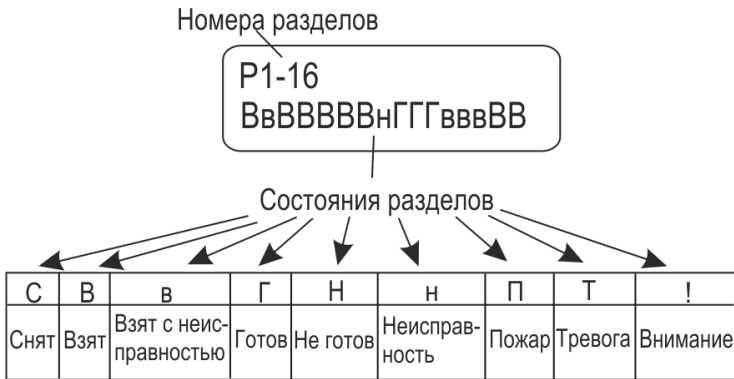 Номера разделов
Р1-16
ВвВВВВВнГГГвввВВ
Состояния разделов
С В в Г Н н П Т !
Снят Взят Взят с неис-правностью Готов Не готов Неисправ-ность Пожар Тревога Внимание